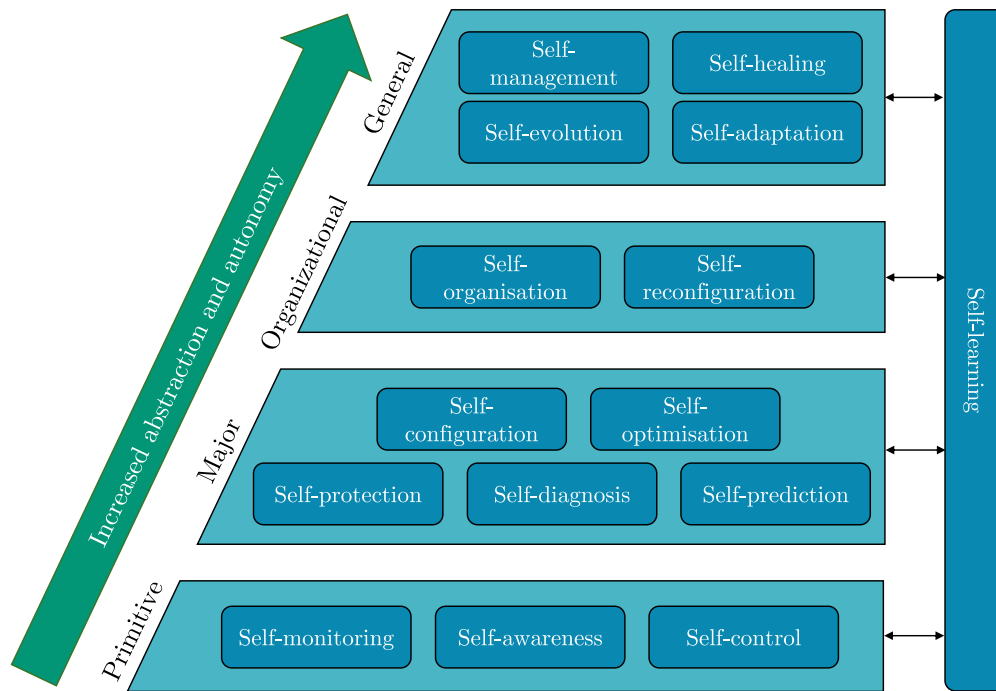 Increased abstraction and autonomy
General
Self-
management
Self-healing
Self-evolution
Self-adaptation
Organizational
Self-
organisation
Self-
reconfiguration
Major
Self-
configuration
Self-
optimisation
Self-protection
Self-diagnosis
Self-prediction
Primitive
Self-monitoring
Self-awareness
Self-control
Self-learning